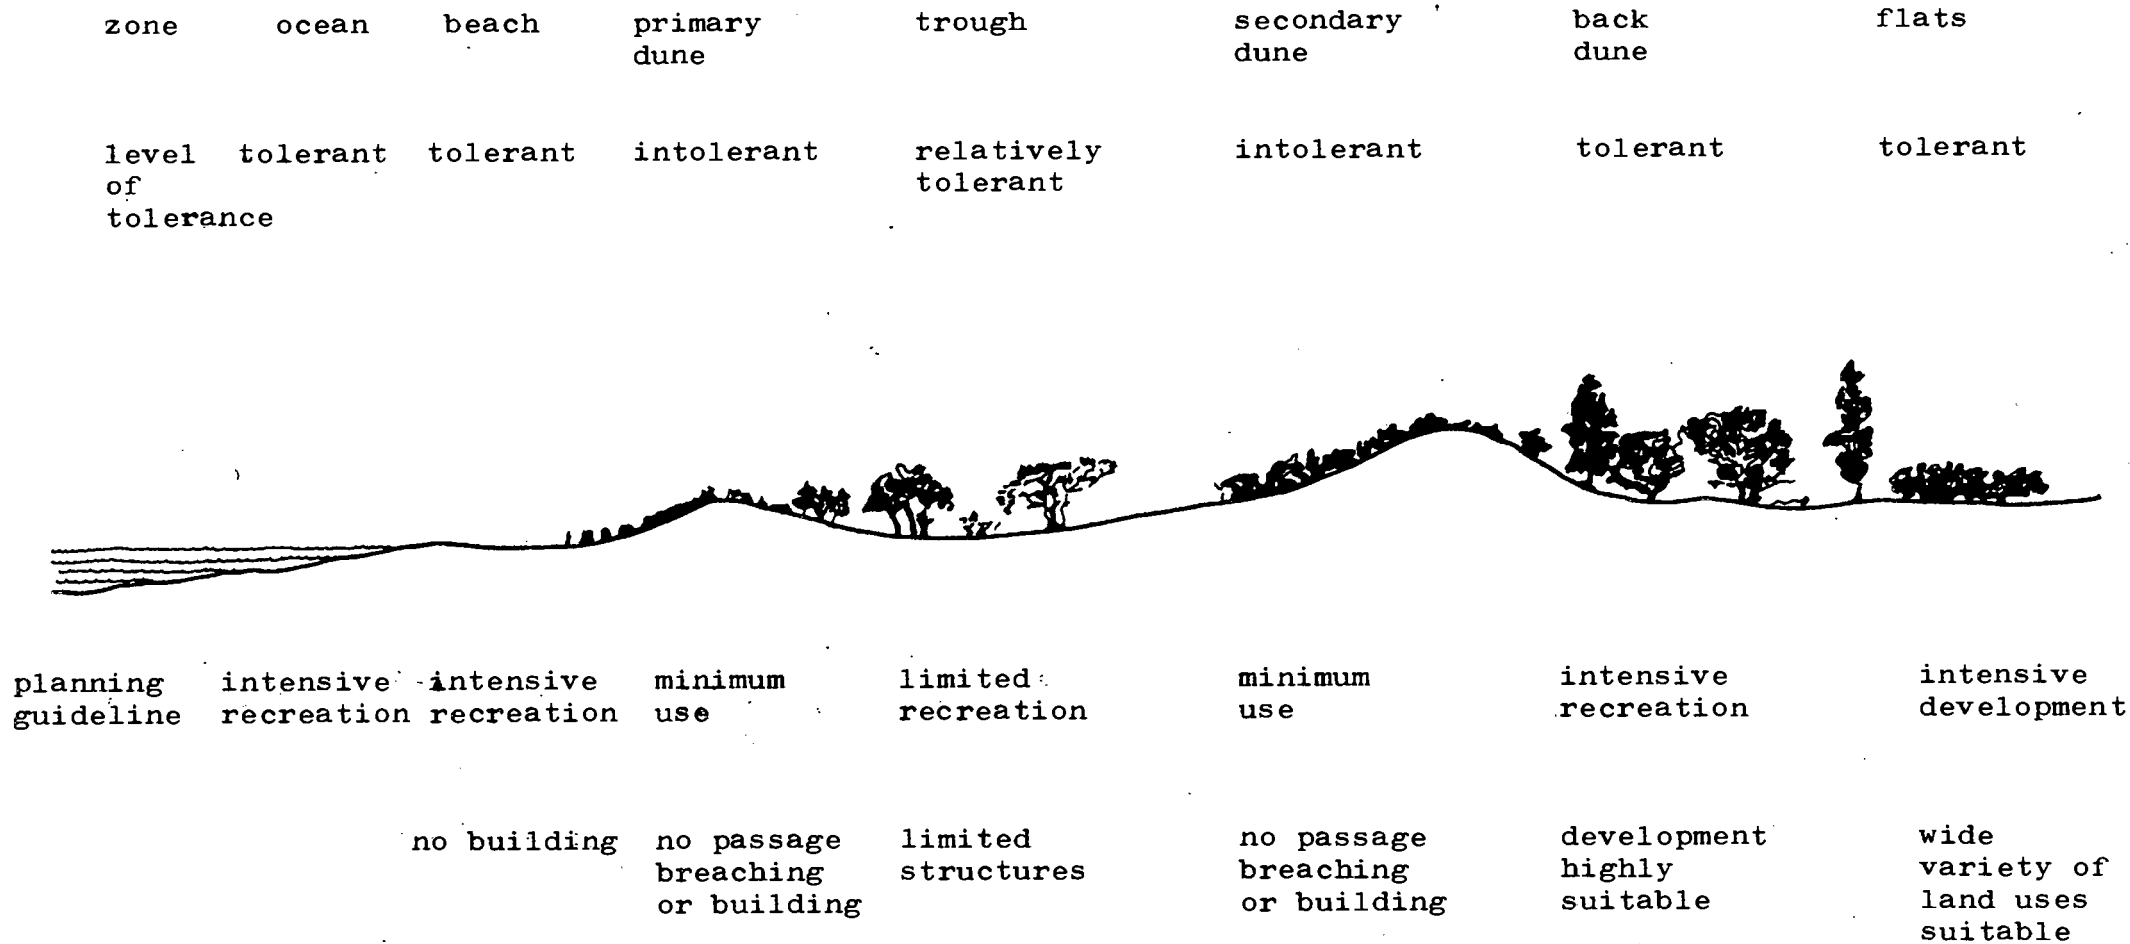 zone ocean beach primary trough secondary back flats
dune dune dune
level tolerant tolerant intolerant relatively intolerant tolerant tolerant
of tolerant
tolerance
planning intensive intensive minimum limited minimum intensive intensive
guideline recreation recreation use recreation use recreation development
no building no passage limited no passage development wide
breaching structures breaching highly variety of
or building or building suitable land uses
suitable